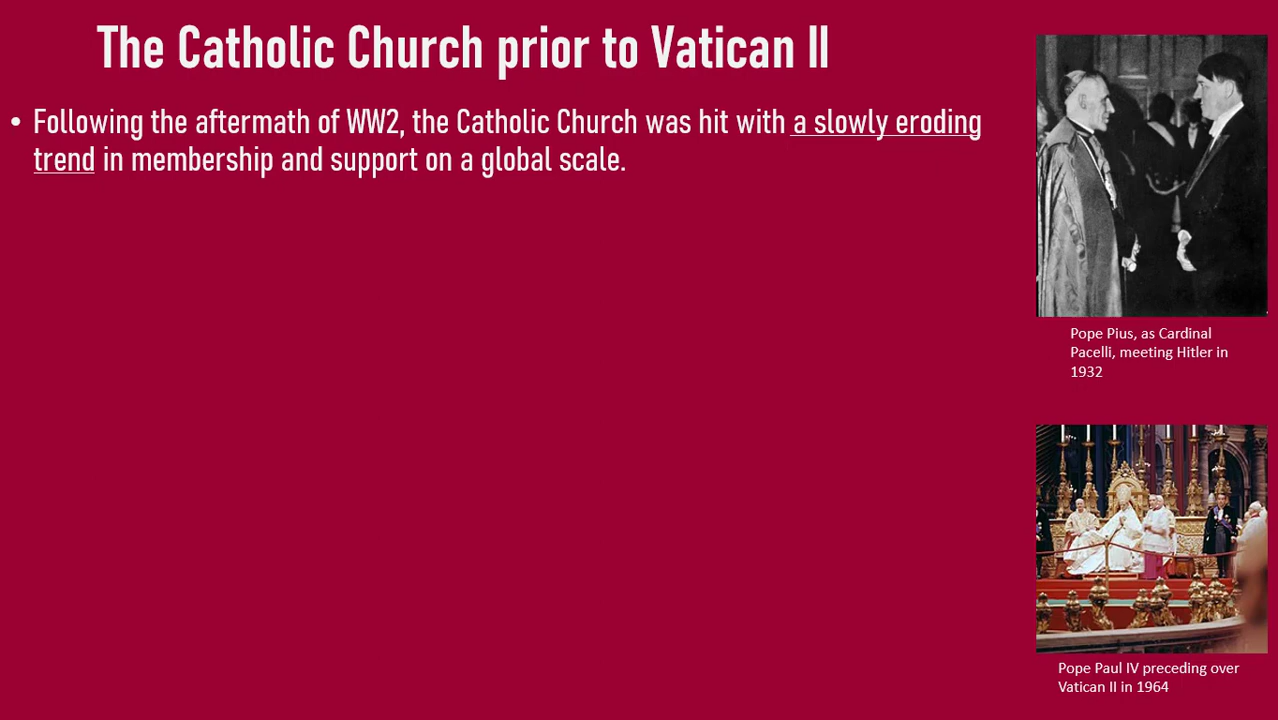 The Catholic Church prior to Vatican II
• Following the aftermath of WW2, the Catholic Church was hit with a slowly eroding
trend in membership and support on a global scale.
Pope Pius, as Cardinal
Pacelli, meeting Hitler in
1932
Pope Paul IV preceding over
Vatican II in 1964